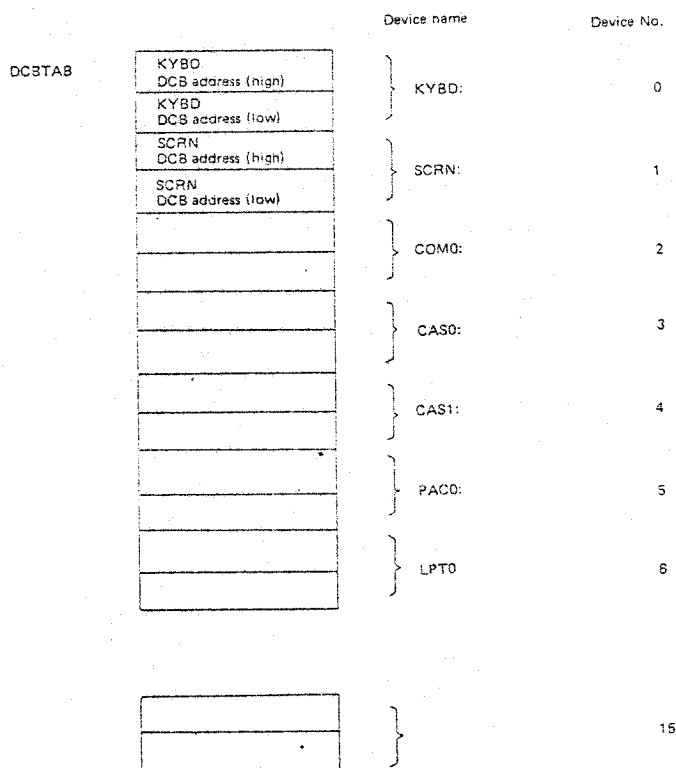 Device name Device No.
DCBTAB
KYBD
DCB address (high)
KYBD
DCB address (low)
KYBD: 0
SCRN
DCB address (high)
SCRN
DCB address (low)
SCRN: 1
COM0: 2
CAS0: 3
CAS1: 4
PAC0: 5
LPT0 6
15